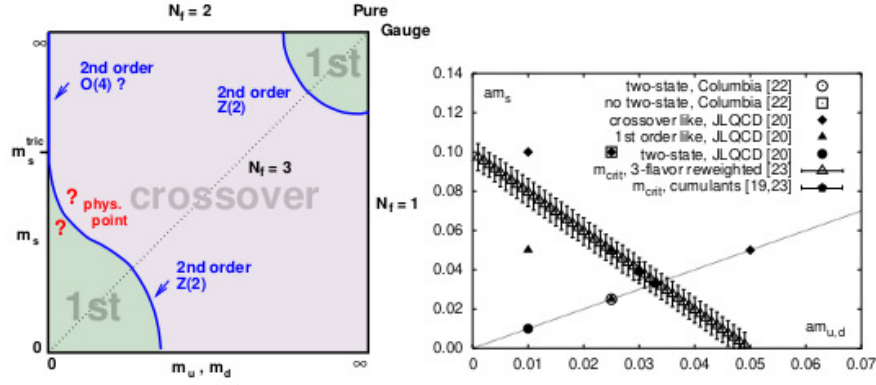 N_f = 2
Pure
Gauge
∞
2nd order
O(4) ?
2nd order
Z(2)
1st
m_s^tric
N_f = 3
crossover
?
?
phys.
point
N_f = 1
m_s
2nd order
Z(2)
1st
0
0
m_u , m_d
∞
0.14
0.12
0.10
0.08
0.06
0.04
0.02
0.00
am_s
two-state, Columbia [22]
no two-state, Columbia [22]
crossover like, JLQCD [20]
1st order like, JLQCD [20]
two-state, JLQCD [20]
m_crit, 3-flavor reweighted [23]
m_crit, cumulants [19,23]
am_u,d
0.00 0.01 0.02 0.03 0.04 0.05 0.06 0.07